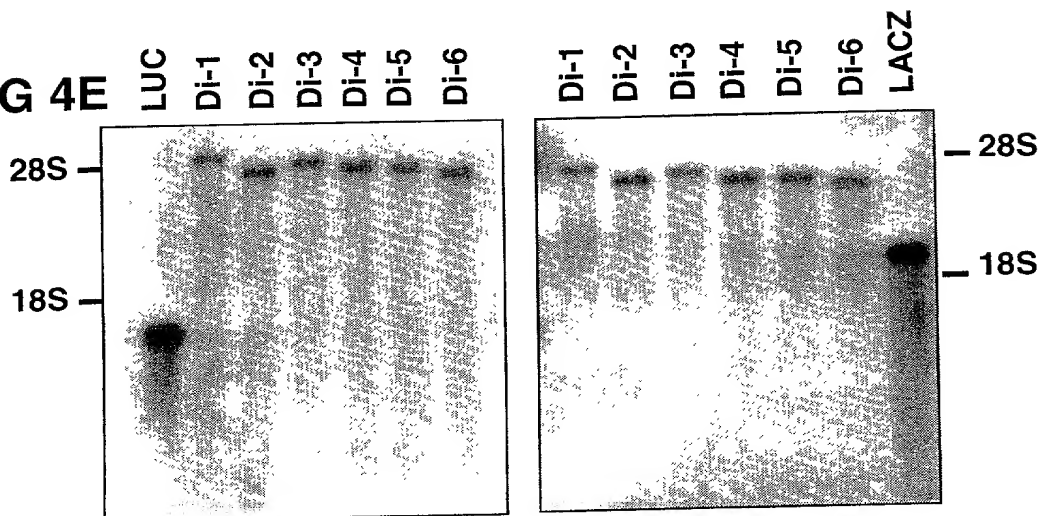 G 4E
LUC
Di-1
Di-2
Di-3
Di-4
Di-5
Di-6
28S
18S
Di-1
Di-2
Di-3
Di-4
Di-5
Di-6
LACZ
28S
18S